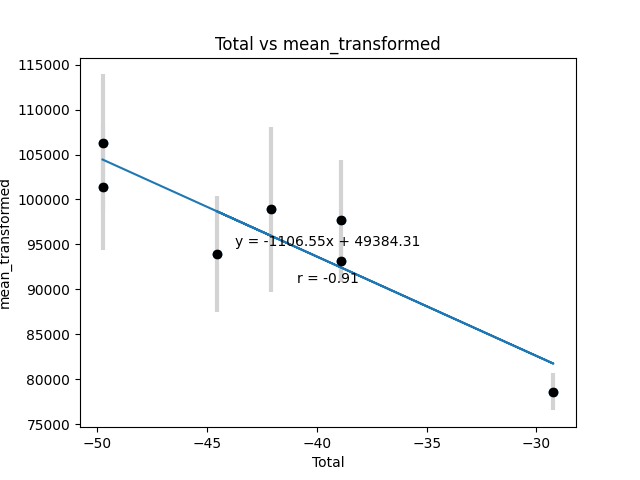 Total vs mean_transformed
115000
110000
105000
100000
95000
90000
85000
80000
75000
mean_transformed
y = -1106.55x + 49384.31
r = -0.91
−50
−45
−40
−35
−30
Total